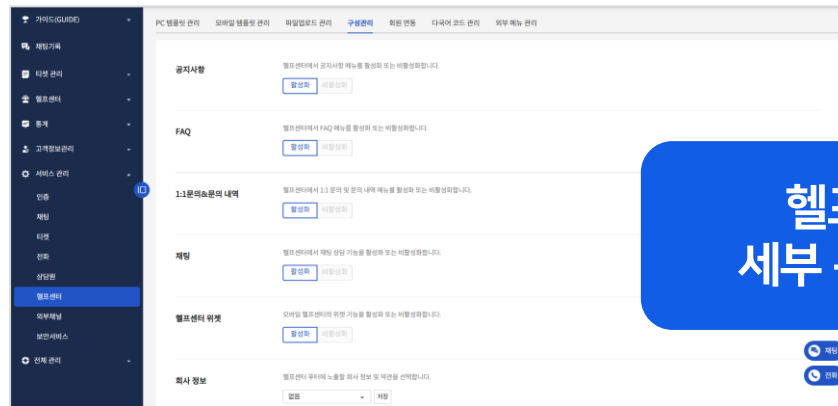 가이드(GUIDE)
채팅기록
티켓 관리
헬프센터
통계
고객정보관리
서비스 관리
인증
채팅
티켓
전화
상담원
헬프센터
외부채널
보안서비스
전체 관리
PC 템플릿 관리 모바일 템플릿 관리 파일업로드 관리 구성관리 회원 연동 다국어 코드 관리 외부 메뉴 관리
공지사항
헬프센터에서 공지사항 메뉴를 활성화 또는 비활성화합니다.
활성화 비활성화
FAQ
헬프센터에서 FAQ 메뉴를 활성화 또는 비활성화합니다.
활성화 비활성화
1:1문의&문의 내역
헬프센터에서 1:1 문의 및 문의 내역 메뉴를 활성화 또는 비활성화합니다.
활성화 비활성화
채팅
헬프센터에서 채팅 상담 기능을 활성화 또는 비활성화합니다.
활성화 비활성화
헬프센터 위젯
모바일 헬프센터의 위젯 기능을 활성화 또는 비활성화합니다.
활성화 비활성화
회사 정보
헬프센터 푸터에 노출할 회사 정보 및 약관을 선택합니다.
없음 저장
헬
세부
채팅
전화